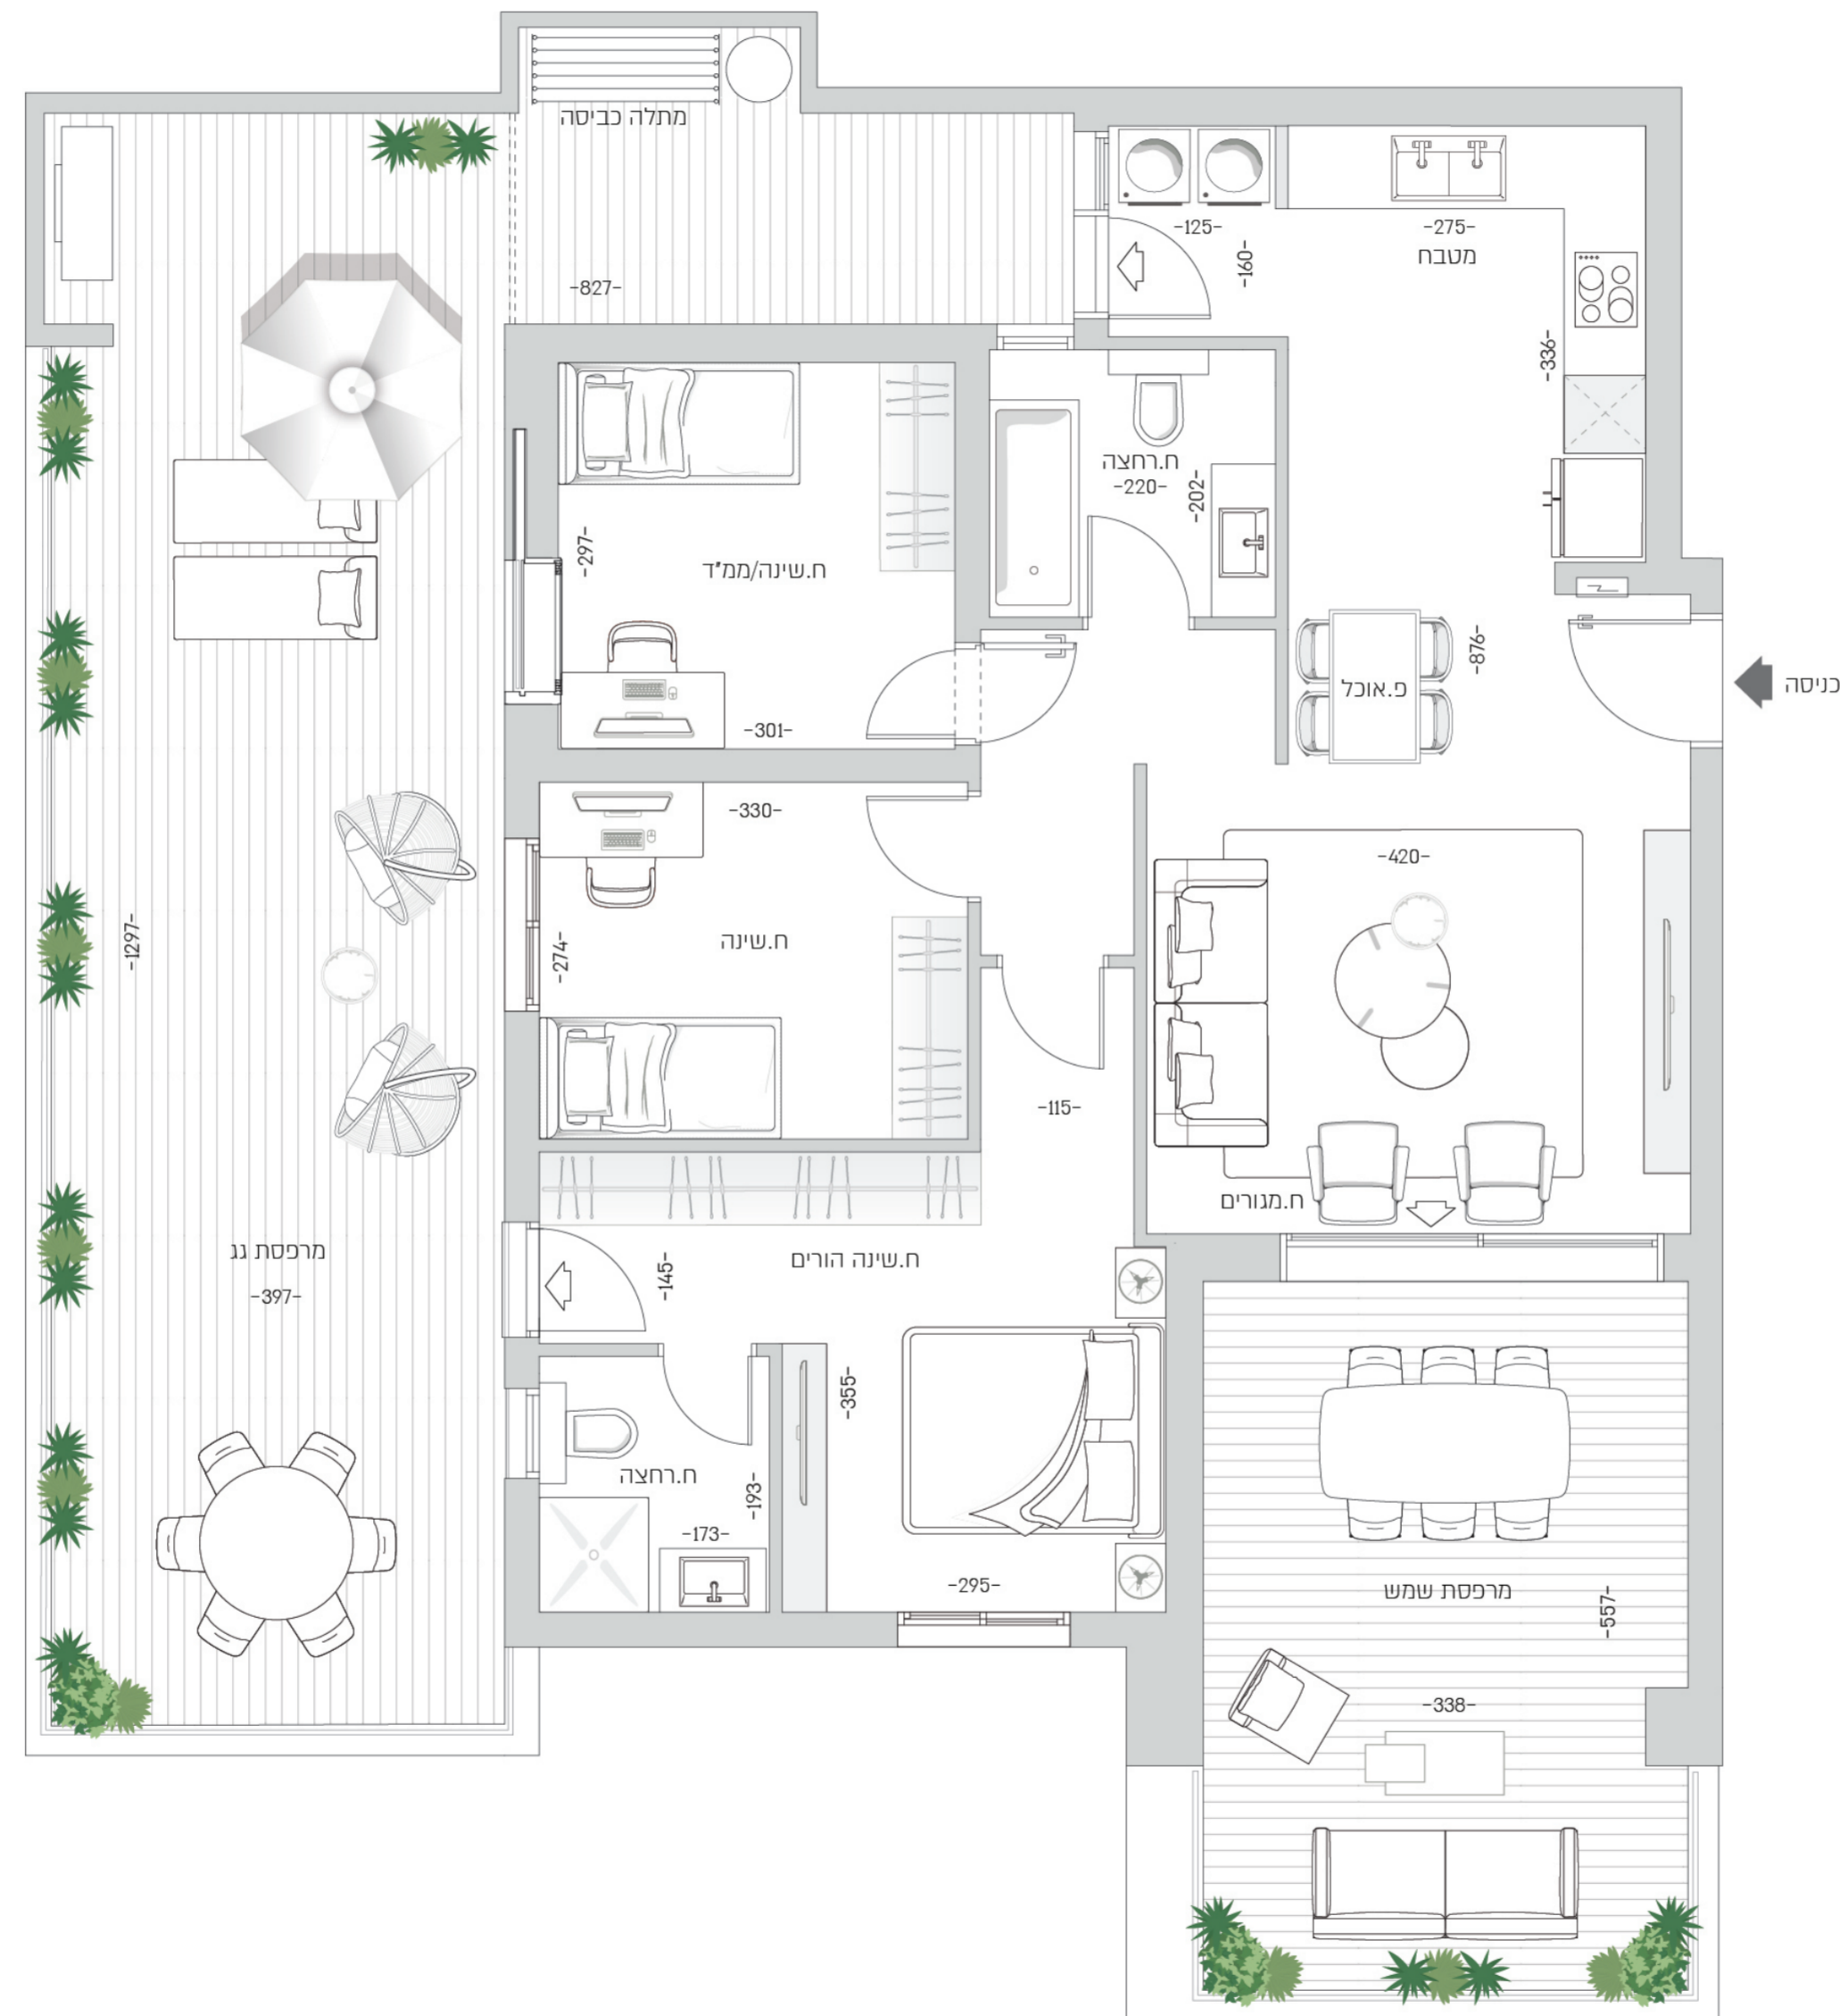 מתלה כביסה
-827-
-125-
-160-
-275-
מטבח
-336-
ח.רחצה
-220-
-202-
-297-
ח.שינה/ממ"ד
-301-
פ.אוכל
-876-
כניסה
-330-
-274-
ח.שינה
-420-
-1297-
-115-
ח.מגורים
מרפסת גג
-397-
-145-
ח.שינה הורים
-355-
ח.רחצה
-193-
-173-
-295-
מרפסת שמש
-557-
-338-